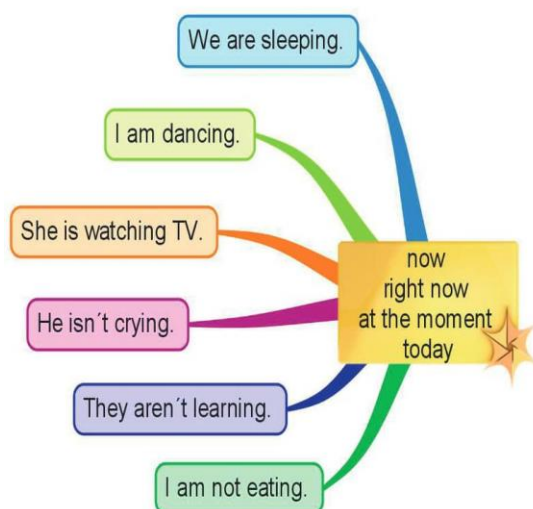 We are sleeping.
I am dancing.
She is watching TV.
He isn´t crying.
They aren´t learning.
I am not eating.
now
right now
at the moment
today